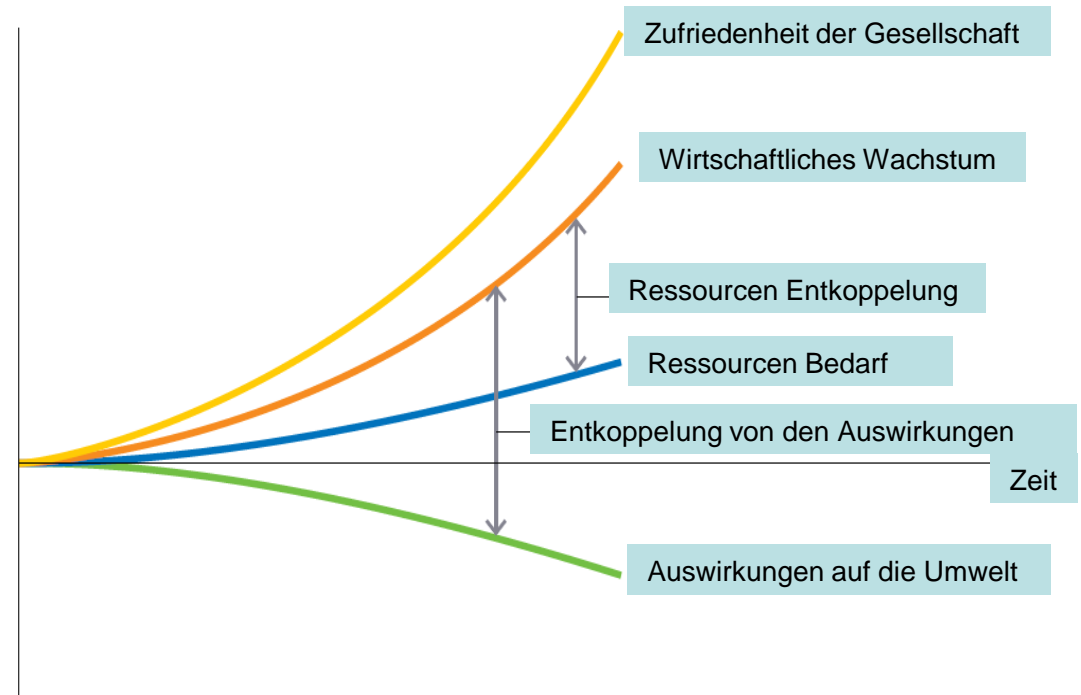 Zufriedenheit der Gesellschaft
Wirtschaftliches Wachstum
Ressourcen Entkoppelung
Ressourcen Bedarf
Entkoppelung von den Auswirkungen
Zeit
Auswirkungen auf die Umwelt